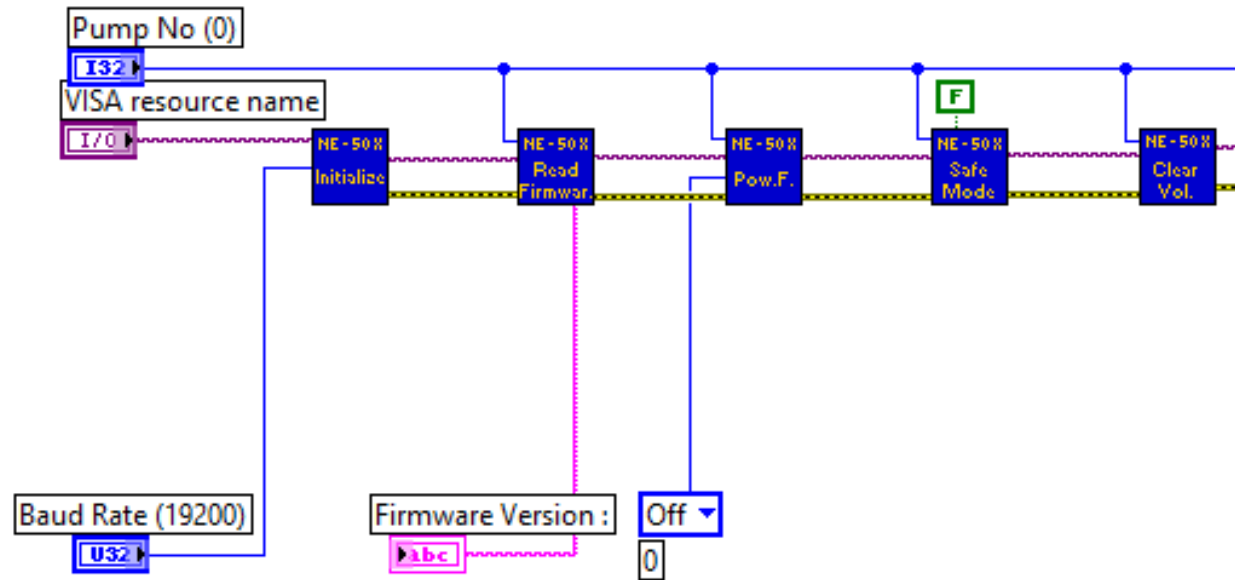 Pump No (0)
I32
VISA resource name
I/O
F
NE-50X
Initialize
NE-50X
Read
Firmwar.
NE-50X
Pow.F.
NE-50X
Safe
Mode
NE-50X
Clear
Vol.
Baud Rate (19200)
U32
Firmware Version :
abc
Off
0